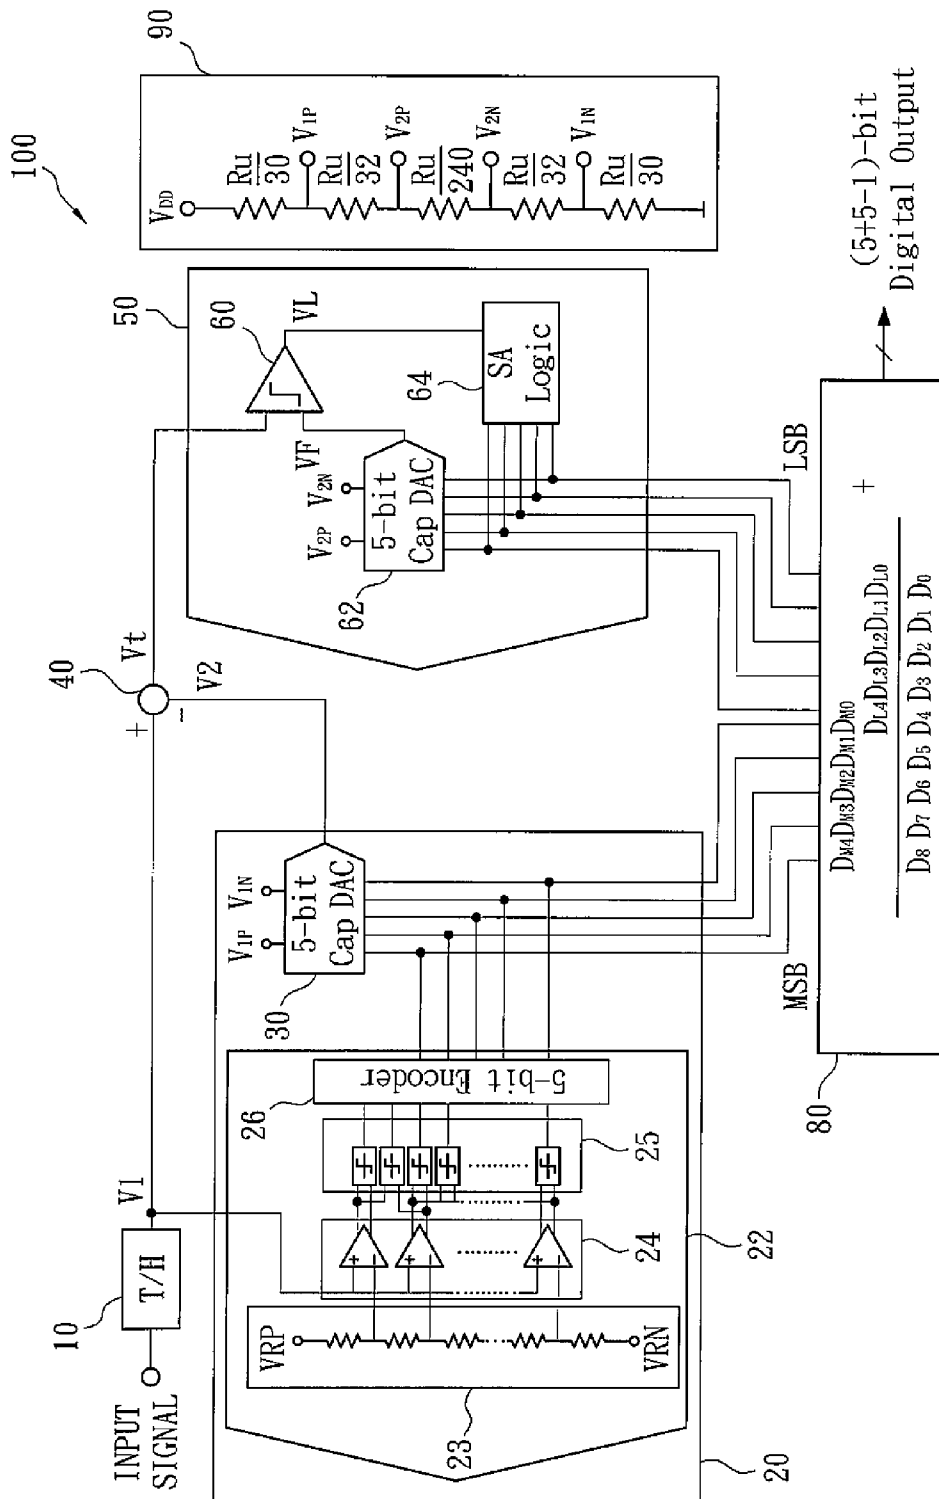 100
INPUT
SIGNAL
10
T/H
V1
+
40
−
Vt
V2
20
22
23
VRP
VRN
24
+
−
+
−
+
−
25
26
5-bit Encoder
30
5-bit
Cap DAC
V1P
V1N
50
60
VL
VF
62
5-bit
Cap DAC
V2P
V2N
64
SA
Logic
90
VDD
Ru
30
V1P
Ru
32
V2P
Ru
240
V2N
Ru
32
V1N
Ru
30
80
MSB
LSB
DM4DM3DM2DM1DM0
DL4DL3DL2DL1DL0
+
D8 D7 D6 D5 D4 D3 D2 D1 D0
(5+5-1)-bit
Digital Output